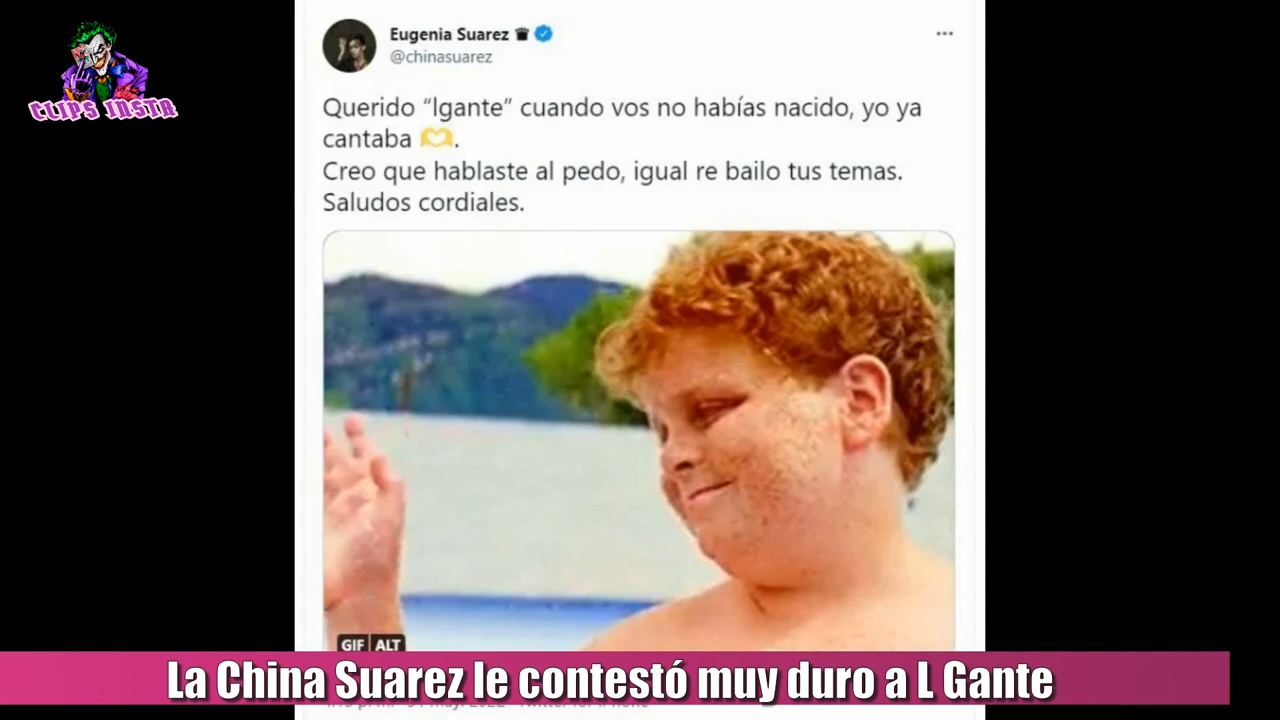 CLIPS INSTA
Eugenia Suarez
@chinasuarez
Querido “lgante” cuando vos no habías nacido, yo ya
cantaba 🫶.
Creo que hablaste al pedo, igual re bailo tus temas.
Saludos cordiales.
GIF ALT
La China Suarez le contestó muy duro a L Gante